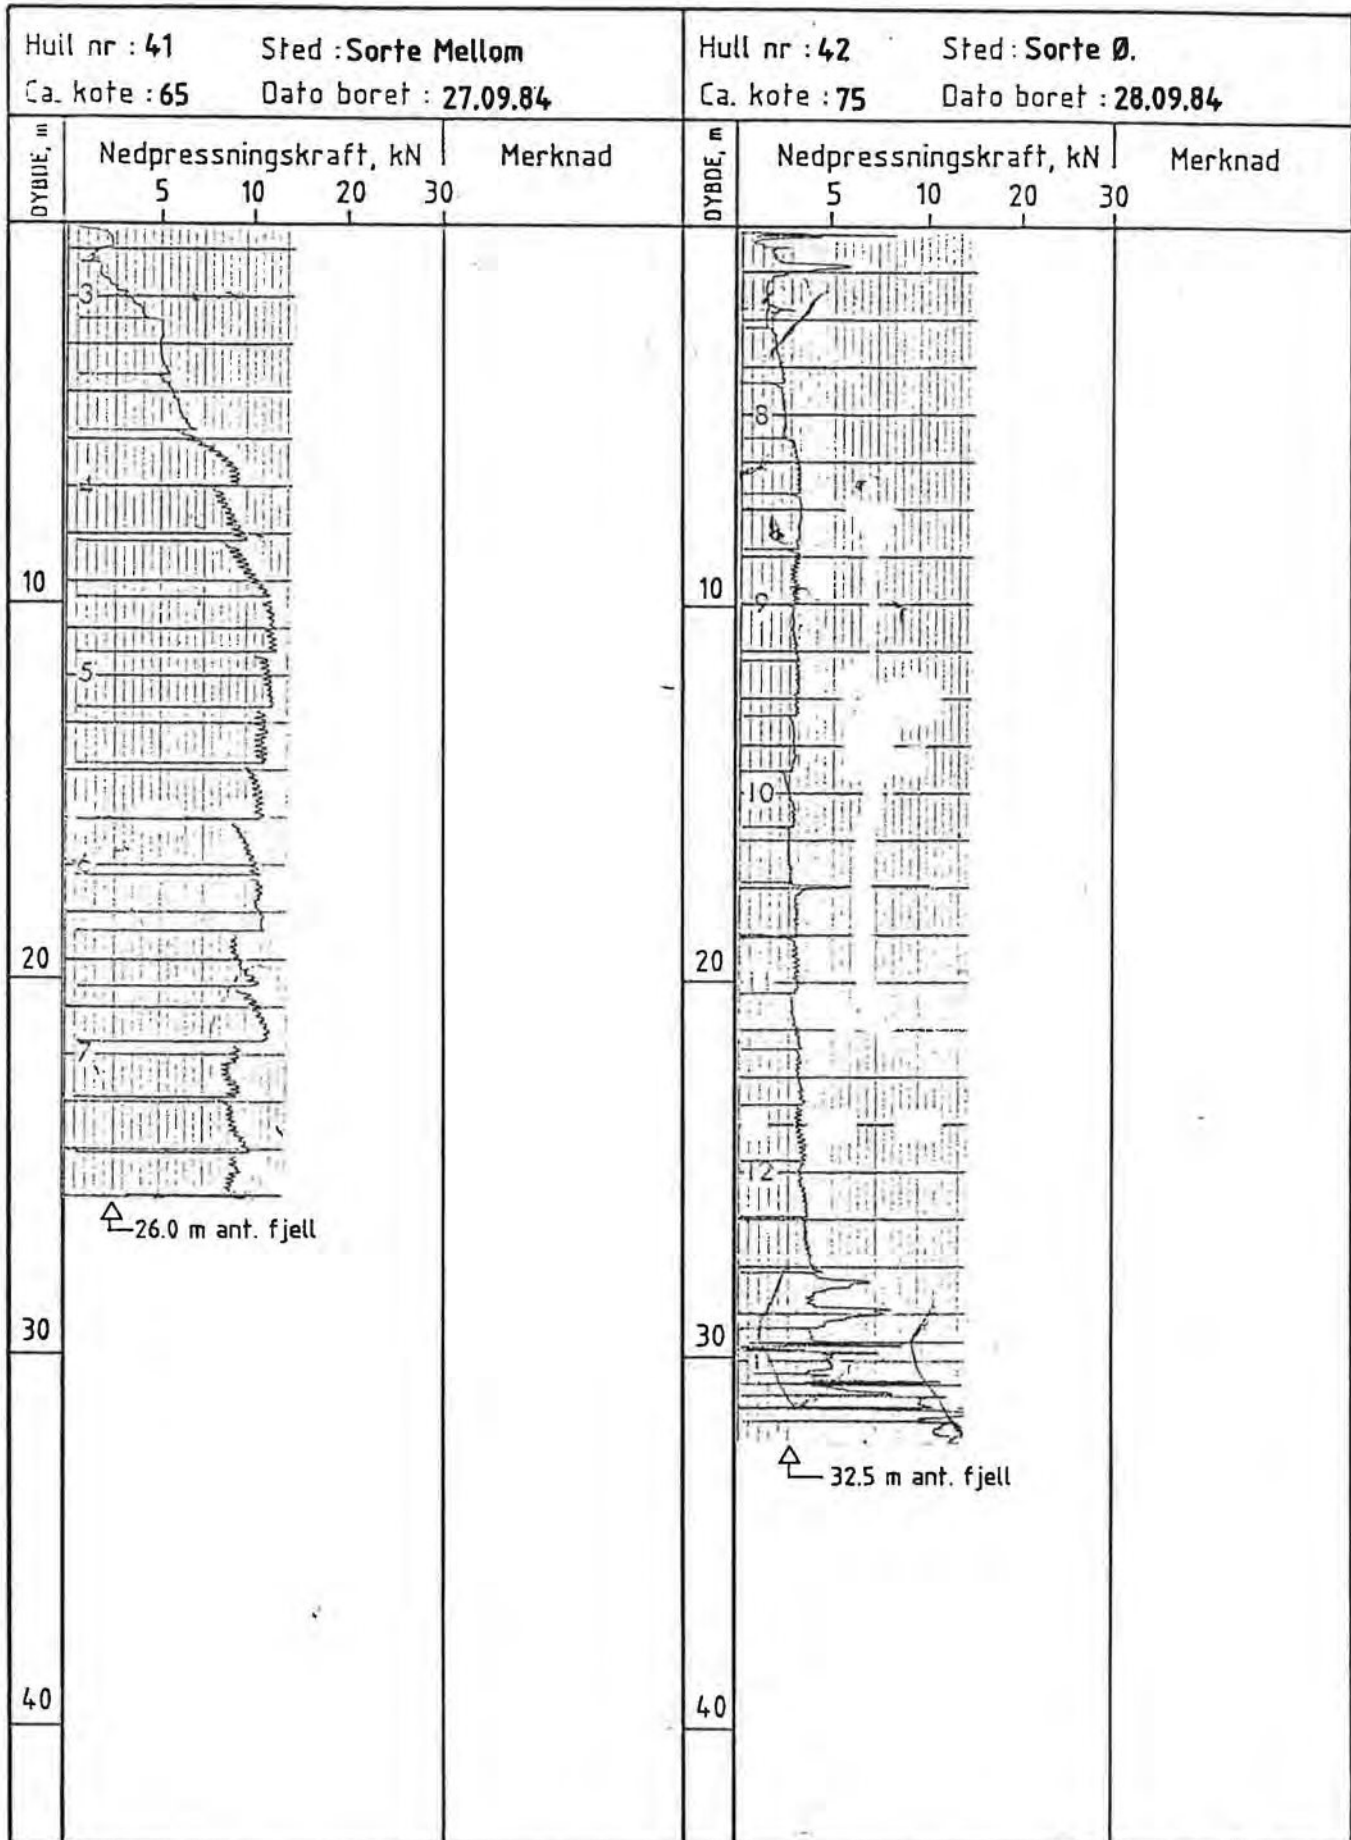 Hull nr : 41 Sted : Sorte Mellom
Ca. kote : 65 Dato boret : 27.09.84
DYBDE, m
Nedpressningskraft, kN Merknad
5 10 20 30
3
4
10
5
6
20
7
26.0 m ant. fjell
30
40
Hull nr : 42 Sted : Sorte Ø.
Ca. kote : 75 Dato boret : 28.09.84
DYBDE, m
Nedpressningskraft, kN Merknad
5 10 20 30
8
10
9
10
20
11
12
30
32.5 m ant. fjell
40